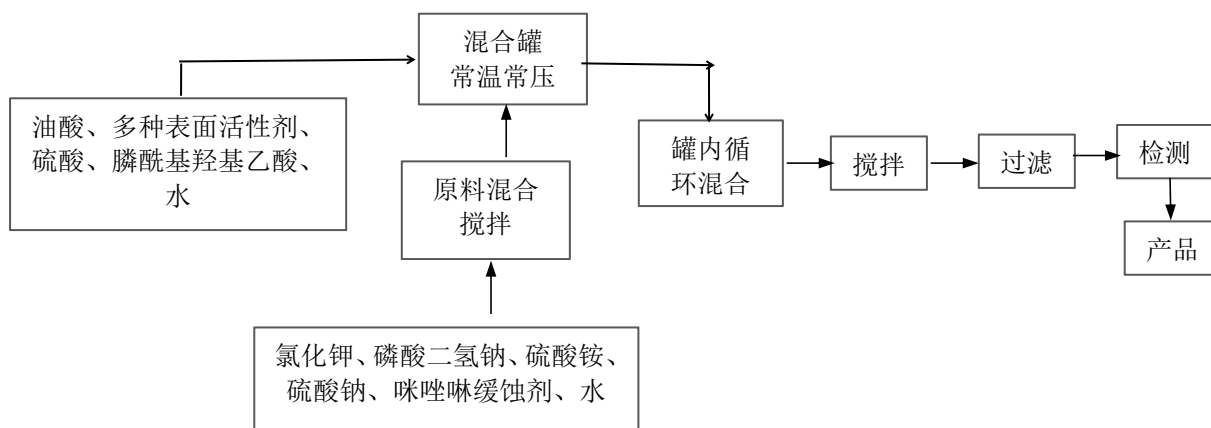 混合罐
常温常压
油酸、多种表面活性剂、
硫酸、膦酰基羟基乙酸、
水
原料混合
搅拌
罐内循
环混合
搅拌
过滤
检测
产品
氯化钾、磷酸二氢钠、硫酸铵、
硫酸钠、咪唑啉缓蚀剂、水